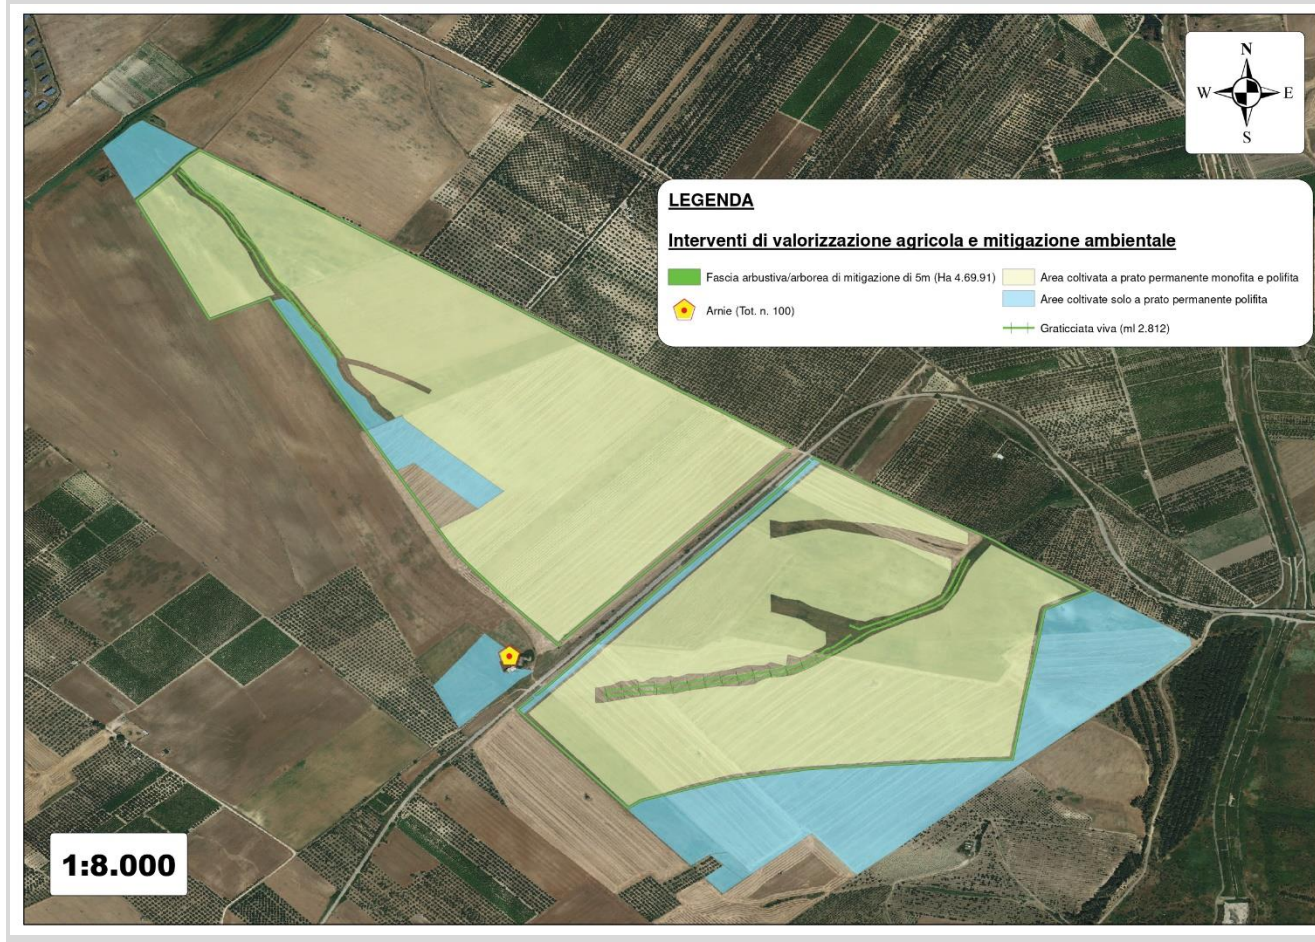 N
W E
S
LEGENDA
Interventi di valorizzazione agricola e mitigazione ambientale
Fascia arbustiva/arborea di mitigazione di 5m (Ha 4.69.91)
Arnie (Tot. n. 100)
Area coltivata a prato permanente monofita e polifita
Aree coltivate solo a prato permanente polifita
Graticciata viva (ml 2.812)
1:8.000